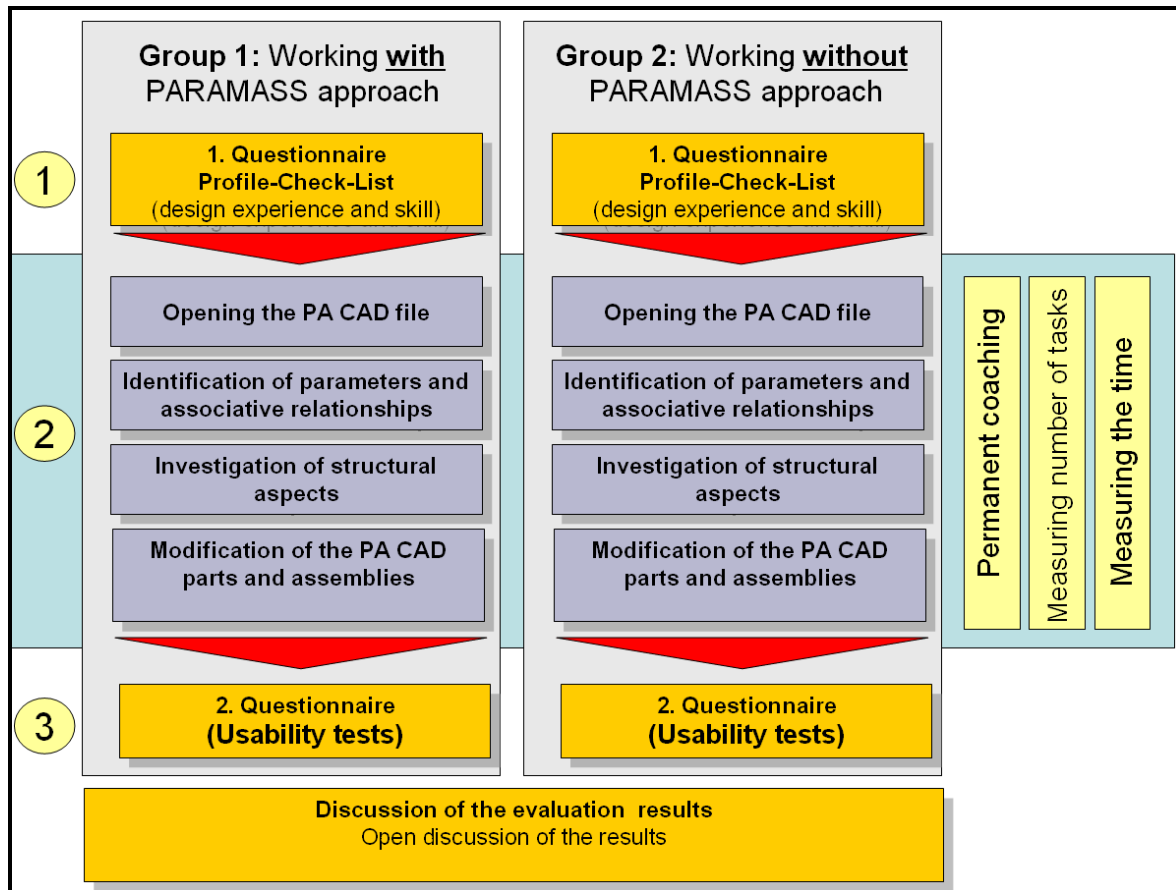 Group 1: Working with
PARAMASS approach
Group 2: Working without
PARAMASS approach
1
1. Questionnaire
Profile-Check-List
(design experience and skill)
1. Questionnaire
Profile-Check-List
(design experience and skill)
2
Opening the PA CAD file
Identification of parameters and
associative relationships
Investigation of structural
aspects
Modification of the PA CAD
parts and assemblies
Opening the PA CAD file
Identification of parameters and
associative relationships
Investigation of structural
aspects
Modification of the PA CAD
parts and assemblies
Permanent coaching
Measuring number of tasks
Measuring the time
3
2. Questionnaire
(Usability tests)
2. Questionnaire
(Usability tests)
Discussion of the evaluation results
Open discussion of the results